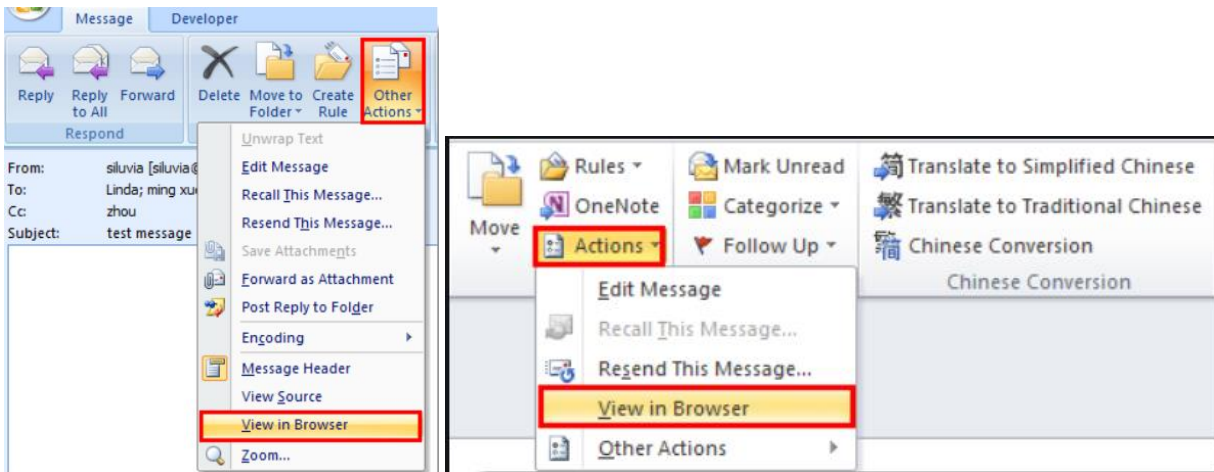 Message Developer
Reply Reply to All Forward Delete Move to Folder Create Rule Other Actions
Respond
Unwrap Text
Edit Message
Recall This Message...
Resend This Message...
Save Attachments
Forward as Attachment
Post Reply to Folder
Encoding
Message Header
View Source
View in Browser
Zoom...
From: siluvia [siluvia@
To: Linda; ming xu
Cc: zhou
Subject: test message
Move
Rules
OneNote
Actions
Mark Unread
Categorize
Follow Up
简 Translate to Simplified Chinese
繁 Translate to Traditional Chinese
繁简 Chinese Conversion
Chinese Conversion
Edit Message
Recall This Message...
Resend This Message...
View in Browser
Other Actions